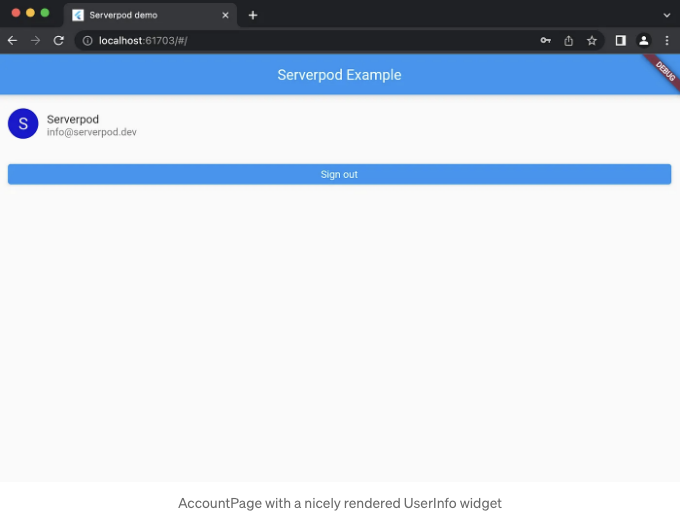 Serverpod demo
localhost:61703/#/
Serverpod Example
DEBUG
S
Serverpod
info@serverpod.dev
Sign out
AccountPage with a nicely rendered UserInfo widget